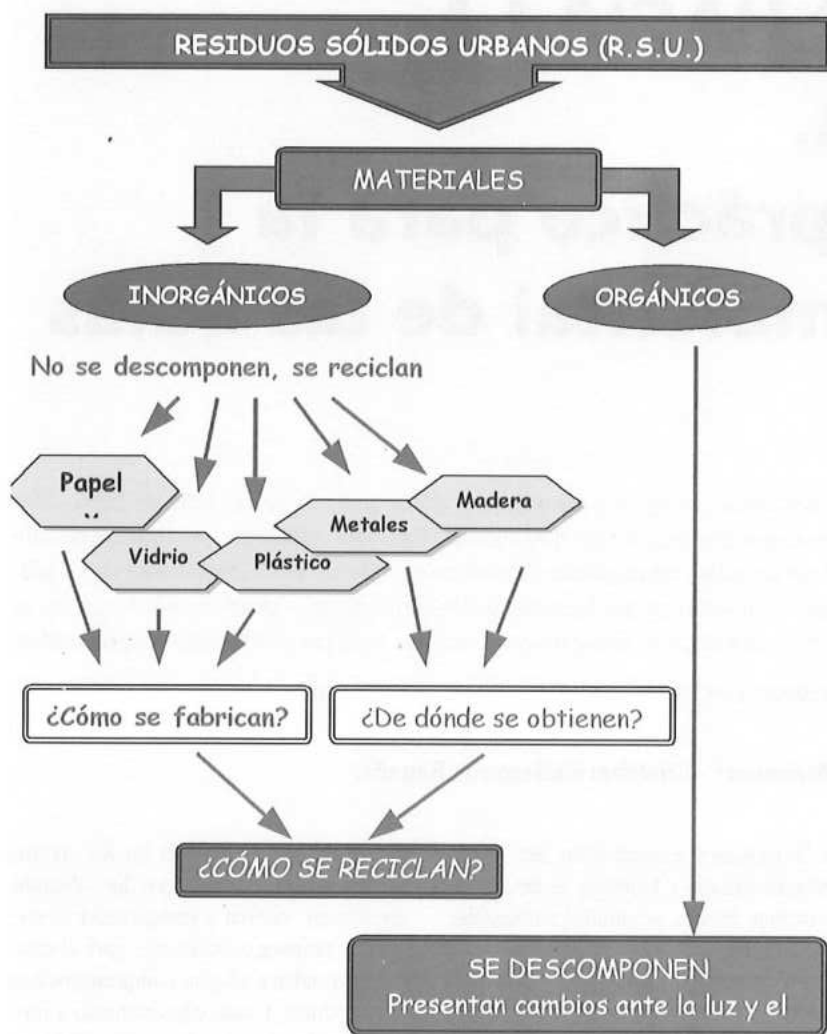 RESIDUOS SÓLIDOS URBANOS (R.S.U.)
MATERIALES
INORGÁNICOS
ORGÁNICOS
No se descomponen, se reciclan
Papel
Vidrio
Plástico
Metales
Madera
¿Cómo se fabrican?
¿De dónde se obtienen?
¿CÓMO SE RECICLAN?
SE DESCOMPONEN
Presentan cambios ante la luz y el